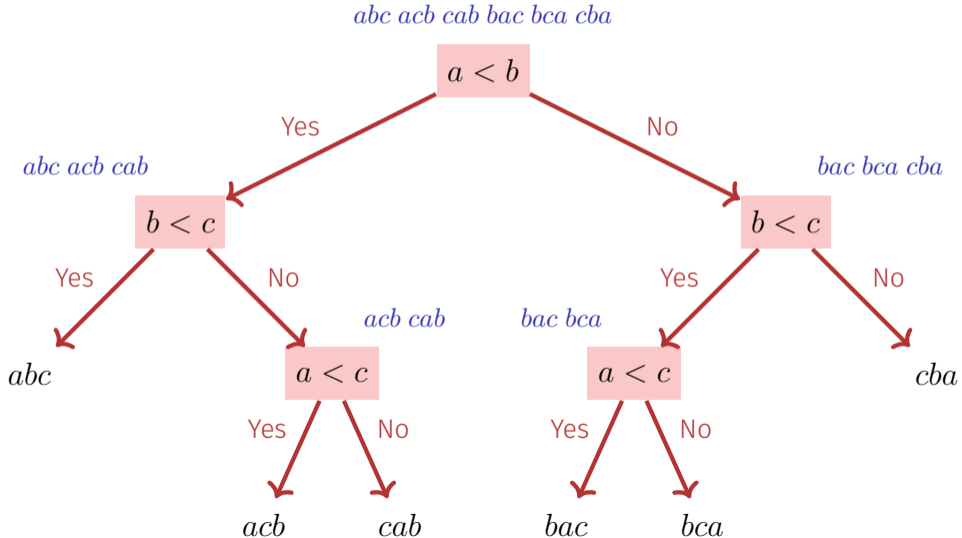 abc acb cab bac bca cba
a < b
Yes
No
abc acb cab
bac bca cba
b < c
b < c
Yes
No
Yes
No
acb cab
bac bca
abc
a < c
a < c
cba
Yes
No
Yes
No
acb
cab
bac
bca